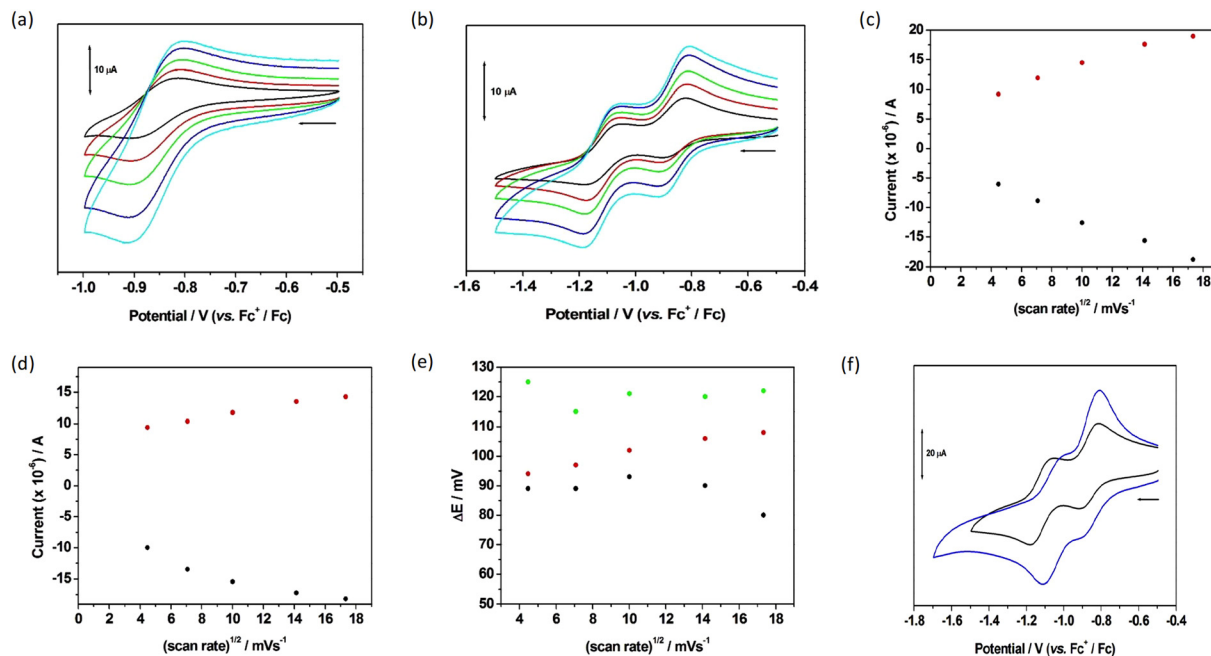 (a)
10 µA
-1.0 -0.9 -0.8 -0.7 -0.6 -0.5
Potential / V (vs. Fc⁺ / Fc)
(b)
10 µA
-1.6 -1.4 -1.2 -1.0 -0.8 -0.6 -0.4
Potential / V (vs. Fc⁺ / Fc)
(c)
Current (x 10⁻⁶) / A
20
15
10
5
0
-5
-10
-15
-20
0 2 4 6 8 10 12 14 16 18
(scan rate)¹/² / mVs⁻¹
(d)
Current (x 10⁻⁶) / A
15
10
5
0
-5
-10
-15
0 2 4 6 8 10 12 14 16 18
(scan rate)¹/² / mVs⁻¹
(e)
ΔE / mV
130
120
110
100
90
80
70
60
50
4 6 8 10 12 14 16 18
(scan rate)¹/² / mVs⁻¹
(f)
20 µA
-1.8 -1.6 -1.4 -1.2 -1.0 -0.8 -0.6 -0.4
Potential / V (vs. Fc⁺ / Fc)